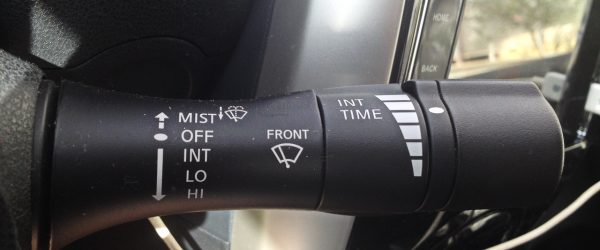 HOME
BACK
MIST
OFF
INT
LO
HI
FRONT
INT
TIME